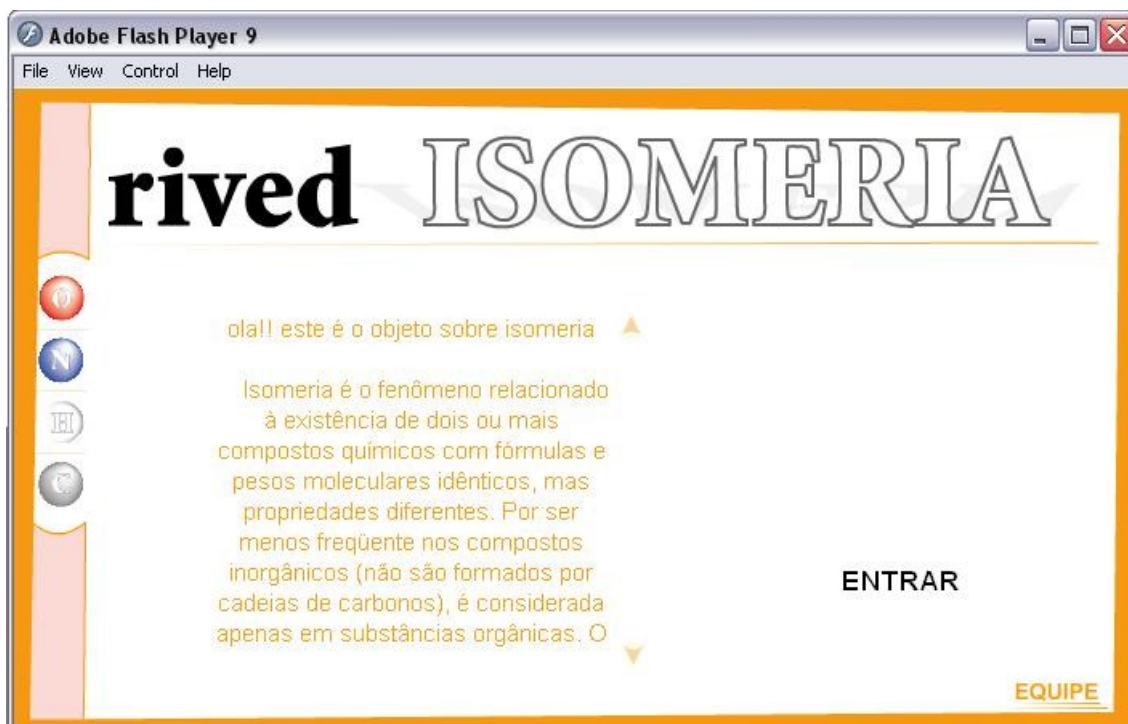 Adobe Flash Player 9
File View Control Help
rived ISOMERIA
O
N
H
C
ola!! este é o objeto sobre isomeria
Isomeria é o fenômeno relacionado
à existência de dois ou mais
compostos químicos com fórmulas e
pesos moleculares idênticos, mas
propriedades diferentes. Por ser
menos freqüente nos compostos
inorgânicos (não são formados por
cadeias de carbonos), é considerada
apenas em substâncias orgânicas. O
ENTRAR
EQUIPE